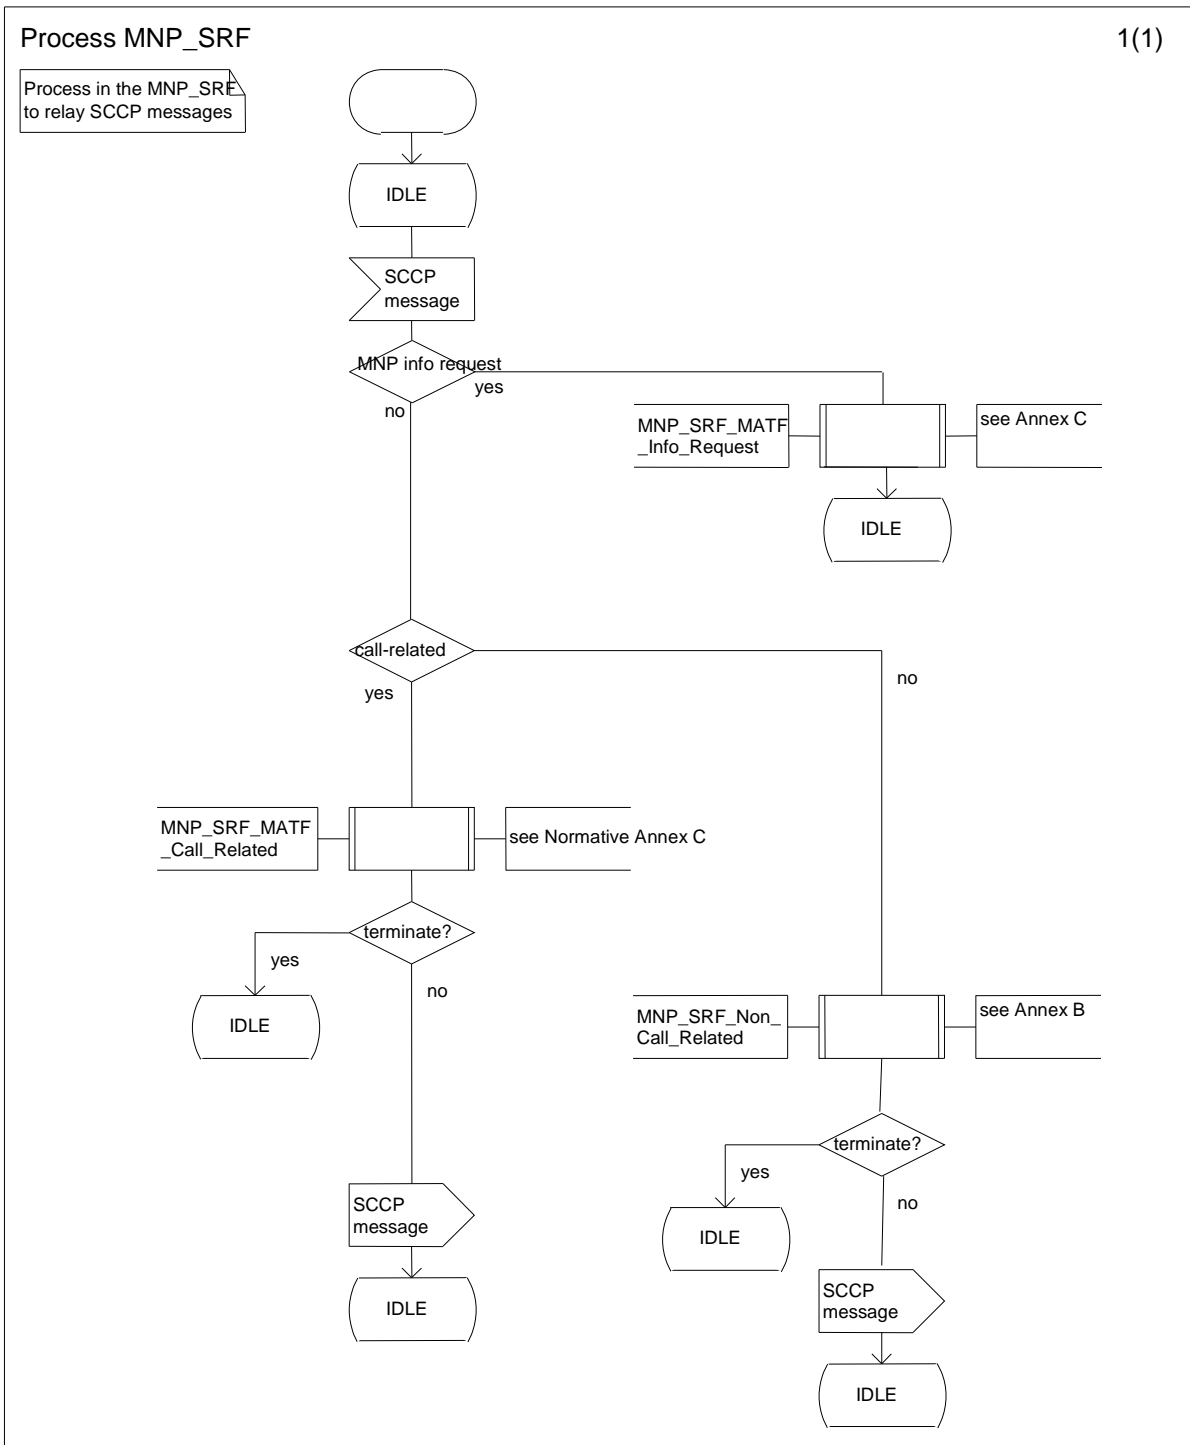 Process MNP_SRF
1(1)
Process in the MNP_SRF
to relay SCCP messages
IDLE
SCCP
message
MNP info request
yes
no
MNP_SRF_MATF
_Info_Request
see Annex C
IDLE
call-related
no
yes
MNP_SRF_MATF
_Call_Related
see Normative Annex C
terminate?
yes
no
IDLE
MNP_SRF_Non_
Call_Related
see Annex B
terminate?
yes
no
IDLE
SCCP
message
IDLE
SCCP
message
IDLE